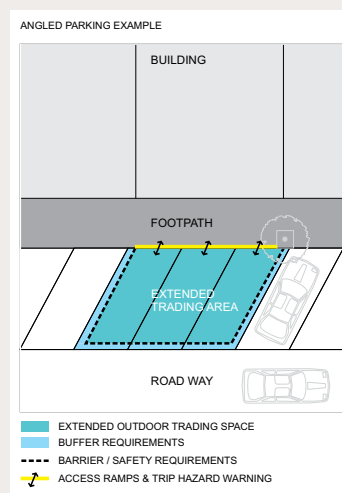 ANGLED PARKING EXAMPLE
BUILDING
FOOTPATH
EXTENDED
TRADING AREA
ROAD WAY
EXTENDED OUTDOOR TRADING SPACE
BUFFER REQUIREMENTS
BARRIER / SAFETY REQUIREMENTS
ACCESS RAMPS & TRIP HAZARD WARNING